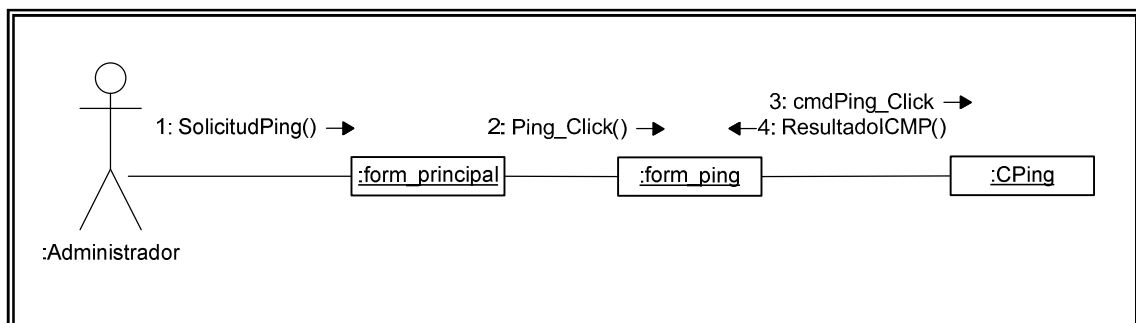 3: cmdPing_Click
1: SolicitudPing()
2: Ping_Click()
4: ResultadoICMP()
:form_principal
:form_ping
:CPing
:Administrador